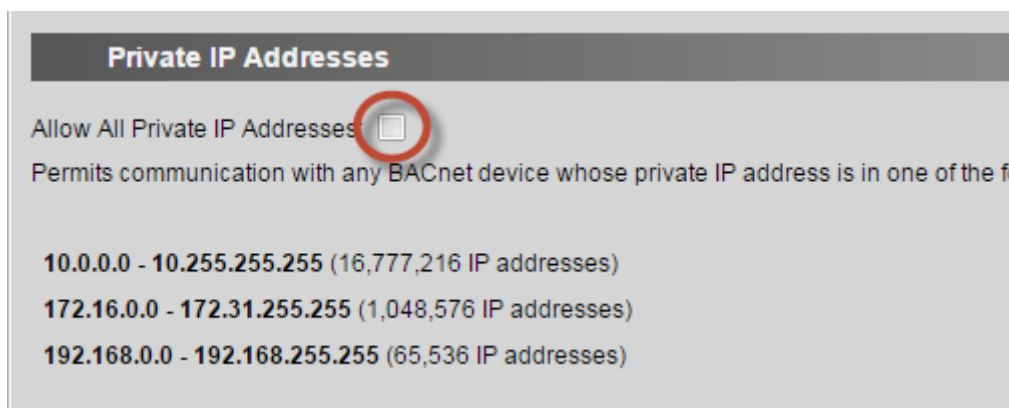 Private IP Addresses
Allow All Private IP Addresses
Permits communication with any BACnet device whose private IP address is in one of the
10.0.0.0 - 10.255.255.255 (16,777,216 IP addresses)
172.16.0.0 - 172.31.255.255 (1,048,576 IP addresses)
192.168.0.0 - 192.168.255.255 (65,536 IP addresses)